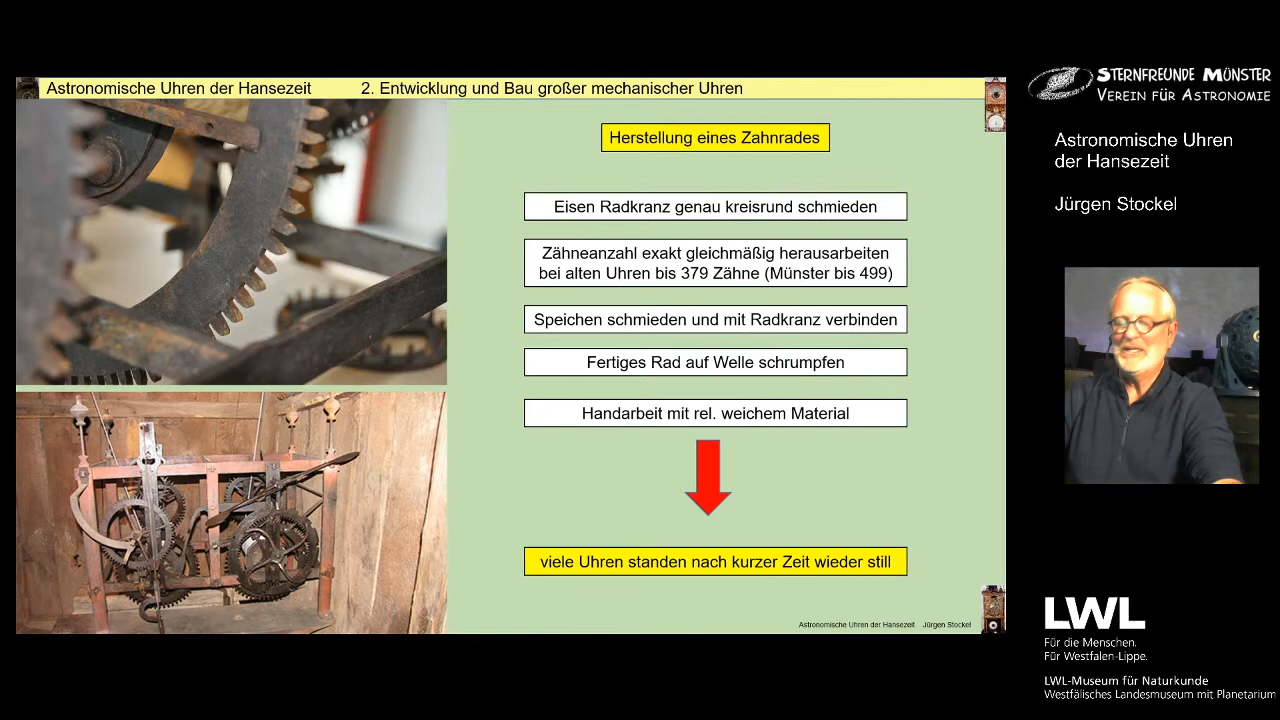 Astronomische Uhren der Hansezeit 2. Entwicklung und Bau großer mechanischer Uhren
Herstellung eines Zahnrades
Eisen Radkranz genau kreisrund schmieden
Zähneanzahl exakt gleichmäßig herausarbeiten
bei alten Uhren bis 379 Zähne (Münster bis 499)
Speichen schmieden und mit Radkranz verbinden
Fertiges Rad auf Welle schrumpfen
Handarbeit mit rel. weichem Material
viele Uhren standen nach kurzer Zeit wieder still
Astronomische Uhren der Hansezeit Jürgen Stockel
STERNFREUNDE MÜNSTER
VEREIN FÜR ASTRONOMIE
Astronomische Uhren
der Hansezeit
Jürgen Stockel
LWL
Für die Menschen.
Für Westfalen-Lippe.
LWL-Museum für Naturkunde
Westfälisches Landesmuseum mit Planetarium